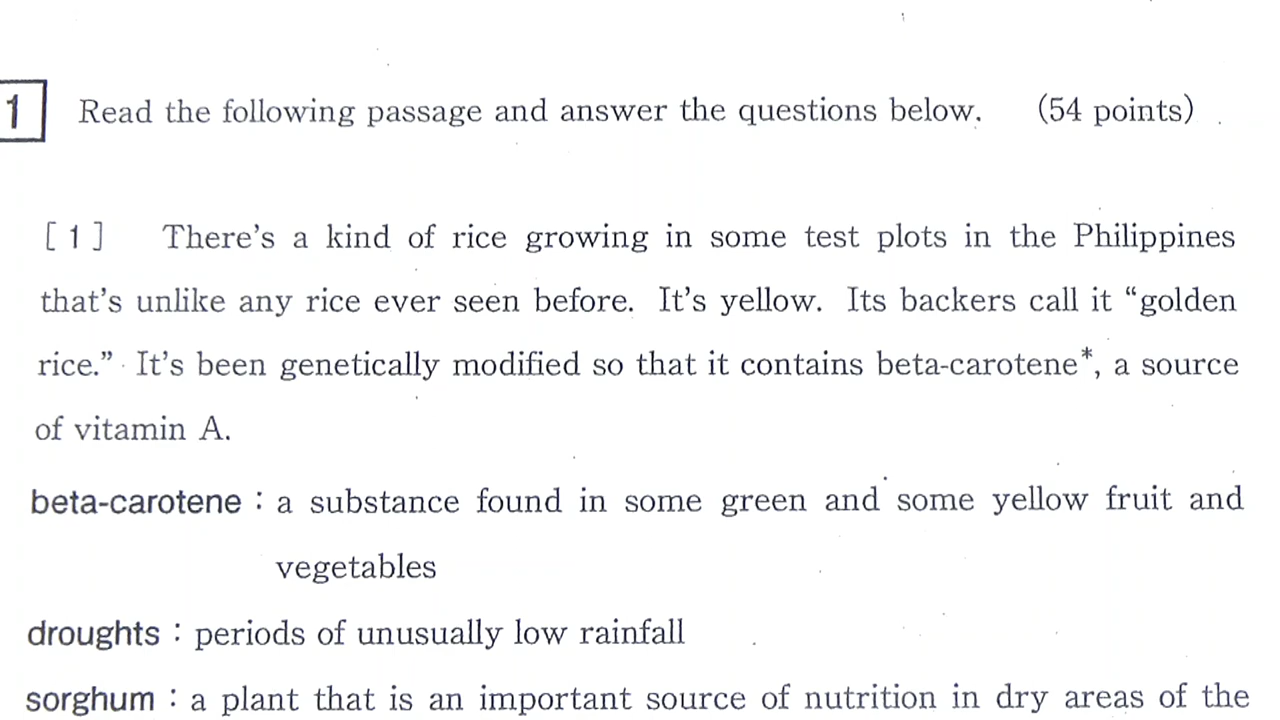 1 Read the following passage and answer the questions below. (54 points)
[1] There's a kind of rice growing in some test plots in the Philippines
that's unlike any rice ever seen before. It's yellow. Its backers call it “golden
rice.” It's been genetically modified so that it contains beta-carotene*, a source
of vitamin A.
beta-carotene : a substance found in some green and some yellow fruit and
vegetables
droughts : periods of unusually low rainfall
sorghum : a plant that is an important source of nutrition in dry areas of the